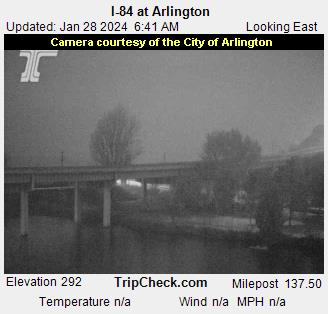 I-84 at Arlington
Updated: Jan 28 2024 6:41 AM Looking East
Camera courtesy of the City of Arlington
Elevation 292 TripCheck.com Milepost 137.50
Temperature n/a Wind n/a MPH n/a